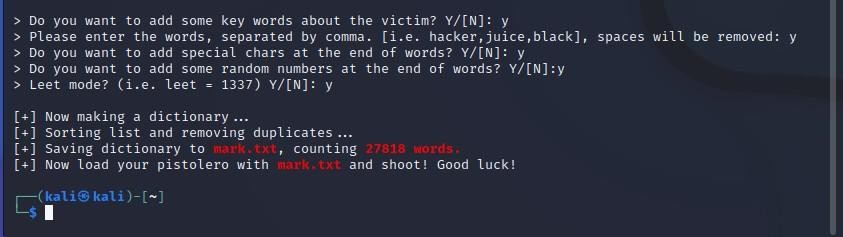 > Do you want to add some key words about the victim? Y/[N]: y
> Please enter the words, separated by comma. [i.e. hacker,juice,black], spaces will be removed: y
> Do you want to add special chars at the end of words? Y/[N]: y
> Do you want to add some random numbers at the end of words? Y/[N]:y
> Leet mode? (i.e. leet = 1337) Y/[N]: y
[+] Now making a dictionary...
[+] Sorting list and removing duplicates...
[+] Saving dictionary to mark.txt, counting 27818 words.
[+] Now load your pistolero with mark.txt and shoot! Good luck!
┌──(kali㉿kali)-[~]
└─$